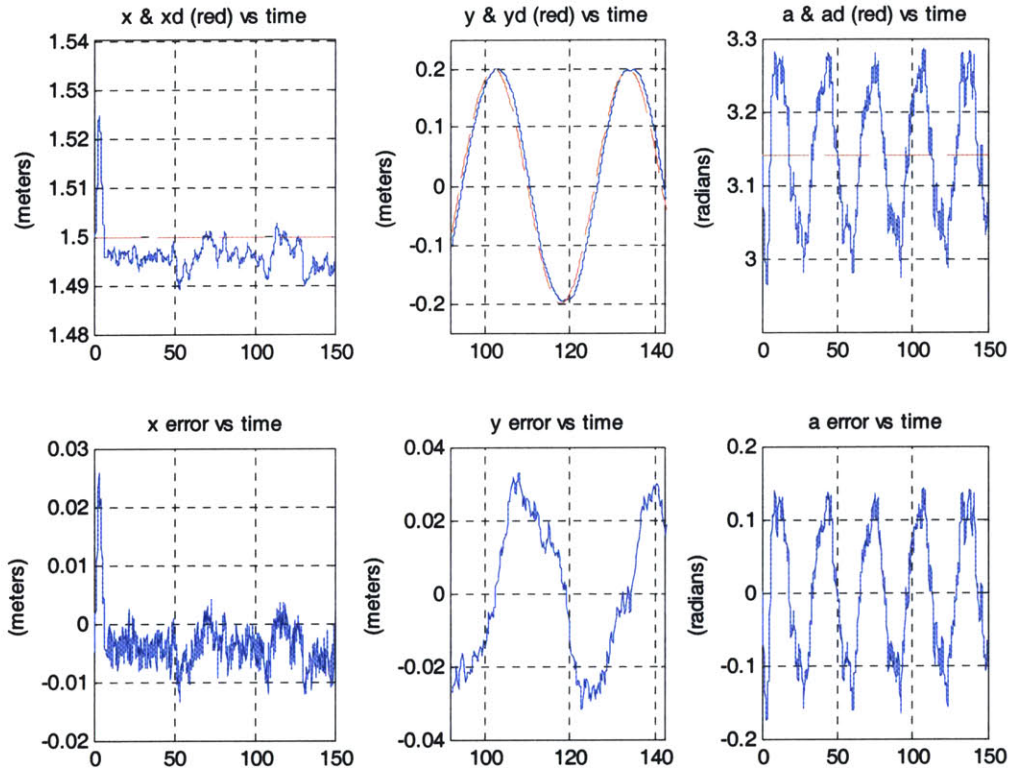 x & xd (red) vs time
y & yd (red) vs time
a & ad (red) vs time
(meters)
1.54
1.53
1.52
1.51
1.5
1.49
1.48
0 50 100 150
(meters)
0.2
0.1
0
-0.1
-0.2
100 120 140
(radians)
3.3
3.2
3.1
3
0 50 100 150
x error vs time
y error vs time
a error vs time
(meters)
0.03
0.02
0.01
0
-0.01
-0.02
0 50 100 150
(meters)
0.04
0.02
0
-0.02
-0.04
100 120 140
(radians)
0.2
0.1
0
-0.1
-0.2
0 50 100 150